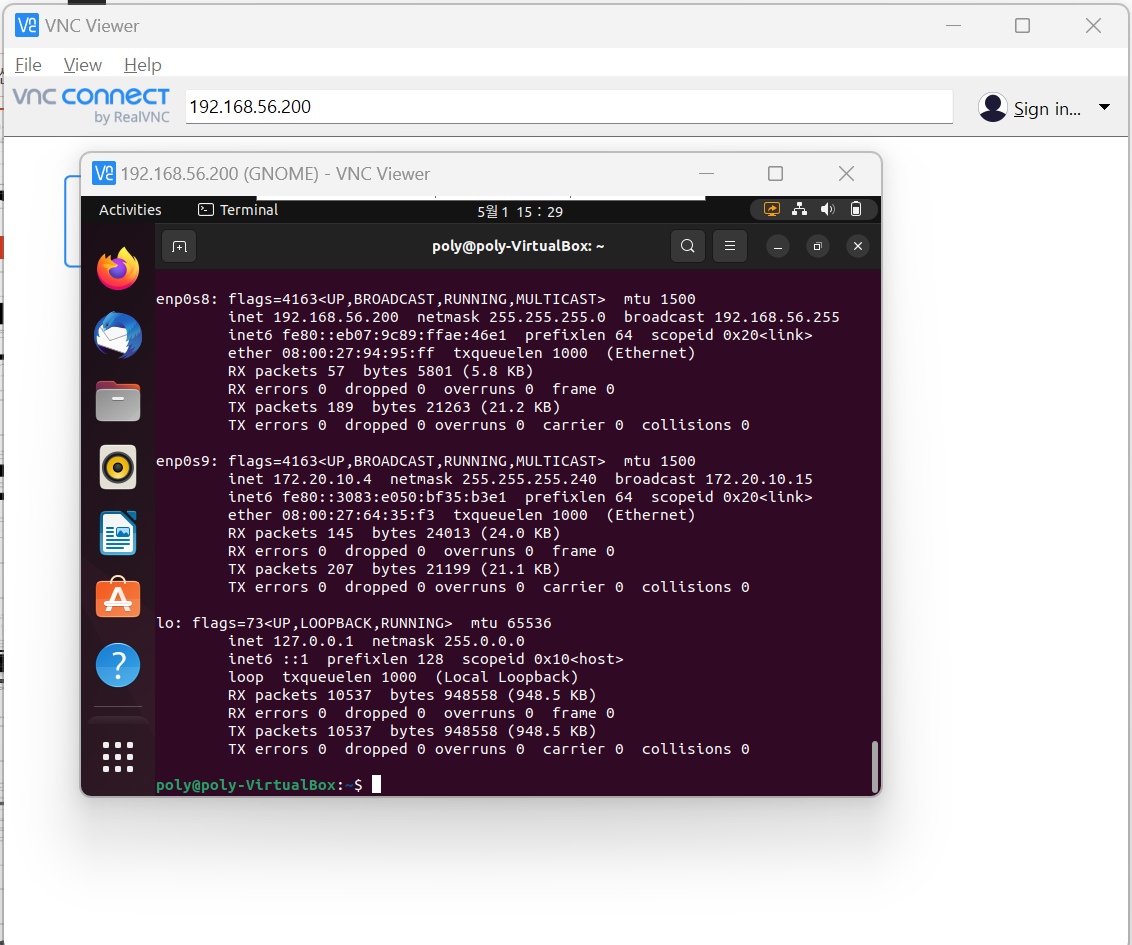 VNC Viewer
File View Help
vnc connect
by RealVNC
192.168.56.200
Sign in...
192.168.56.200 (GNOME) - VNC Viewer
Activities
Terminal
5월 1 15 : 29
poly@poly-VirtualBox: ~
enp0s8: flags=4163<UP,BROADCAST,RUNNING,MULTICAST>  mtu 1500
inet 192.168.56.200  netmask 255.255.255.0  broadcast 192.168.56.255
inet6 fe80::eb07:9c89:ffae:46e1  prefixlen 64  scopeid 0x20<link>
ether 08:00:27:94:95:ff  txqueuelen 1000  (Ethernet)
RX packets 57  bytes 5801 (5.8 KB)
RX errors 0  dropped 0  overruns 0  frame 0
TX packets 189  bytes 21263 (21.2 KB)
TX errors 0  dropped 0 overruns 0  carrier 0  collisions 0
enp0s9: flags=4163<UP,BROADCAST,RUNNING,MULTICAST>  mtu 1500
inet 172.20.10.4  netmask 255.255.255.240  broadcast 172.20.10.15
inet6 fe80::3083:e050:bf35:b3e1  prefixlen 64  scopeid 0x20<link>
ether 08:00:27:64:35:f3  txqueuelen 1000  (Ethernet)
RX packets 145  bytes 24013 (24.0 KB)
RX errors 0  dropped 0  overruns 0  frame 0
TX packets 207  bytes 21199 (21.1 KB)
TX errors 0  dropped 0 overruns 0  carrier 0  collisions 0
lo: flags=73<UP,LOOPBACK,RUNNING>  mtu 65536
inet 127.0.0.1  netmask 255.0.0.0
inet6 ::1  prefixlen 128  scopeid 0x10<host>
loop  txqueuelen 1000  (Local Loopback)
RX packets 10537  bytes 948558 (948.5 KB)
RX errors 0  dropped 0  overruns 0  frame 0
TX packets 10537  bytes 948558 (948.5 KB)
TX errors 0  dropped 0 overruns 0  carrier 0  collisions 0
poly@poly-VirtualBox:~$